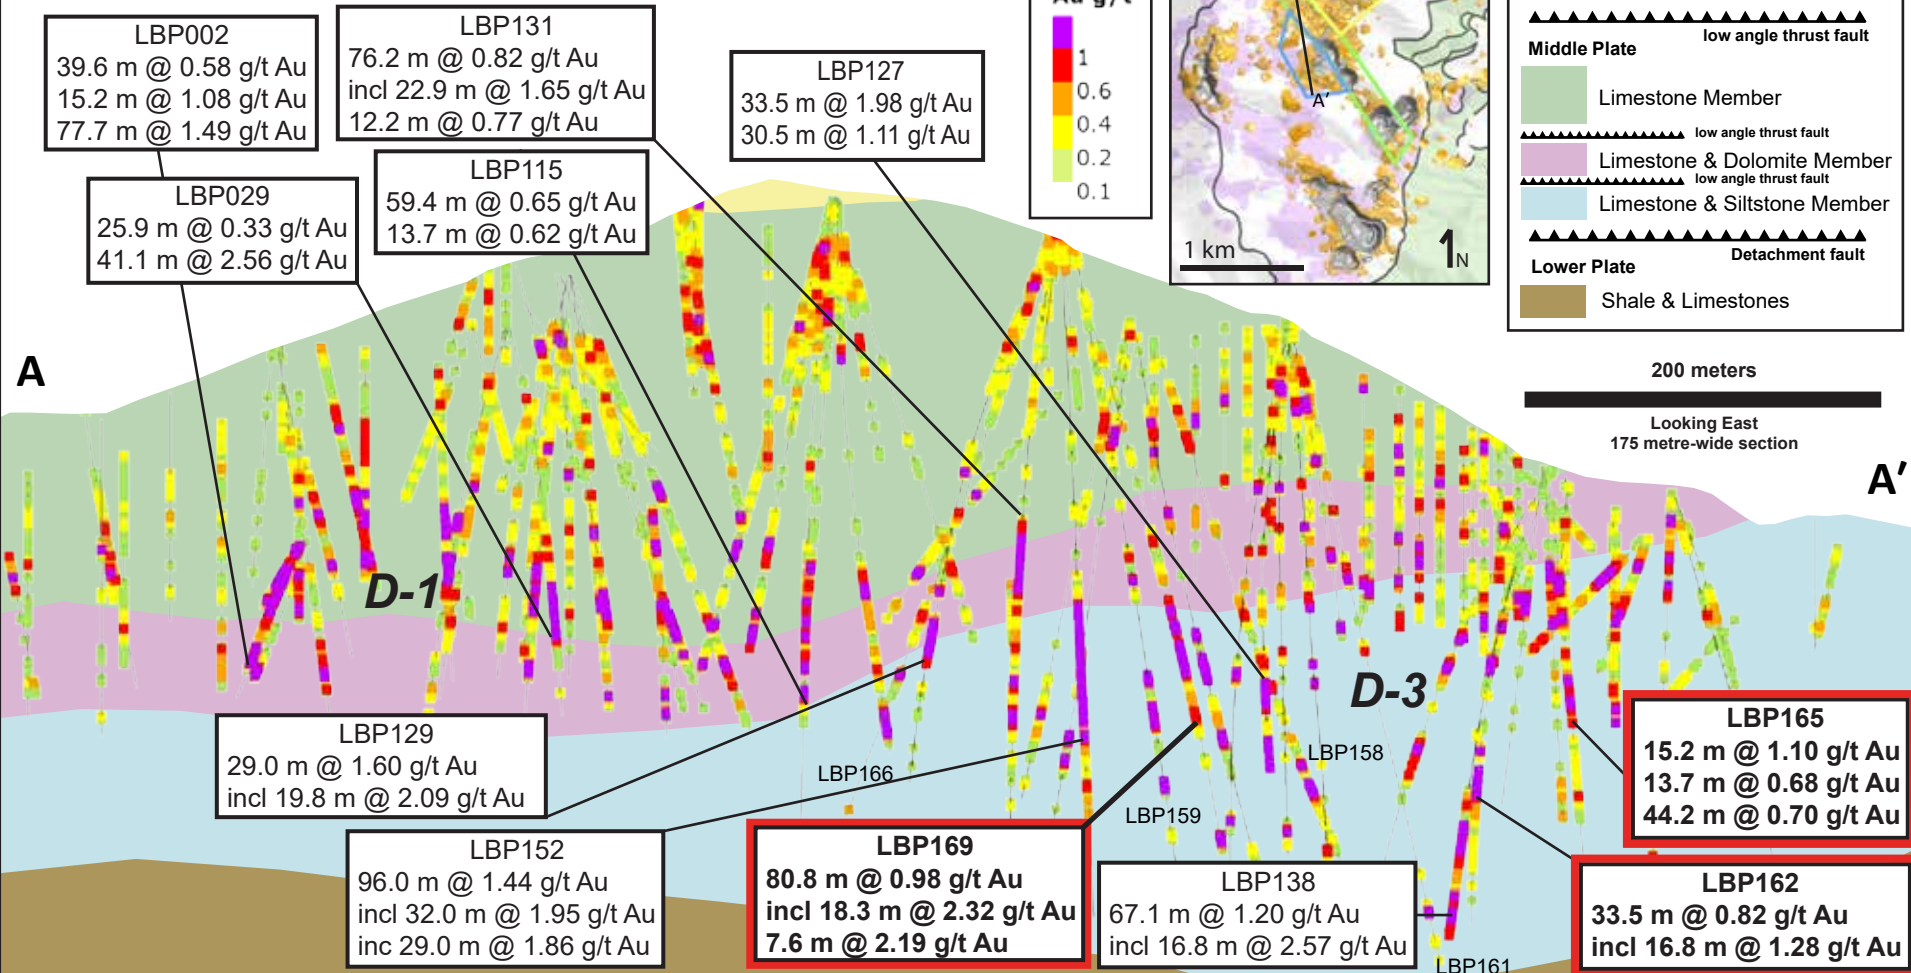 LBP002
39.6 m @ 0.58 g/t Au
15.2 m @ 1.08 g/t Au
77.7 m @ 1.49 g/t Au
LBP131
76.2 m @ 0.82 g/t Au
incl 22.9 m @ 1.65 g/t Au
12.2 m @ 0.77 g/t Au
LBP127
33.5 m @ 1.98 g/t Au
30.5 m @ 1.11 g/t Au
LBP029
25.9 m @ 0.33 g/t Au
41.1 m @ 2.56 g/t Au
LBP115
59.4 m @ 0.65 g/t Au
13.7 m @ 0.62 g/t Au
Au g/t
1
0.6
0.4
0.2
0.1
A'
1 km
N
low angle thrust fault
Middle Plate
Limestone Member
low angle thrust fault
Limestone & Dolomite Member
low angle thrust fault
Limestone & Siltstone Member
Detachment fault
Lower Plate
Shale & Limestones
200 meters
Looking East
175 metre-wide section
A
A'
D-1
D-3
LBP129
29.0 m @ 1.60 g/t Au
incl 19.8 m @ 2.09 g/t Au
LBP166
LBP158
LBP159
LBP165
15.2 m @ 1.10 g/t Au
13.7 m @ 0.68 g/t Au
44.2 m @ 0.70 g/t Au
LBP152
96.0 m @ 1.44 g/t Au
incl 32.0 m @ 1.95 g/t Au
inc 29.0 m @ 1.86 g/t Au
LBP169
80.8 m @ 0.98 g/t Au
incl 18.3 m @ 2.32 g/t Au
7.6 m @ 2.19 g/t Au
LBP138
67.1 m @ 1.20 g/t Au
incl 16.8 m @ 2.57 g/t Au
LBP162
33.5 m @ 0.82 g/t Au
incl 16.8 m @ 1.28 g/t Au
LBP161